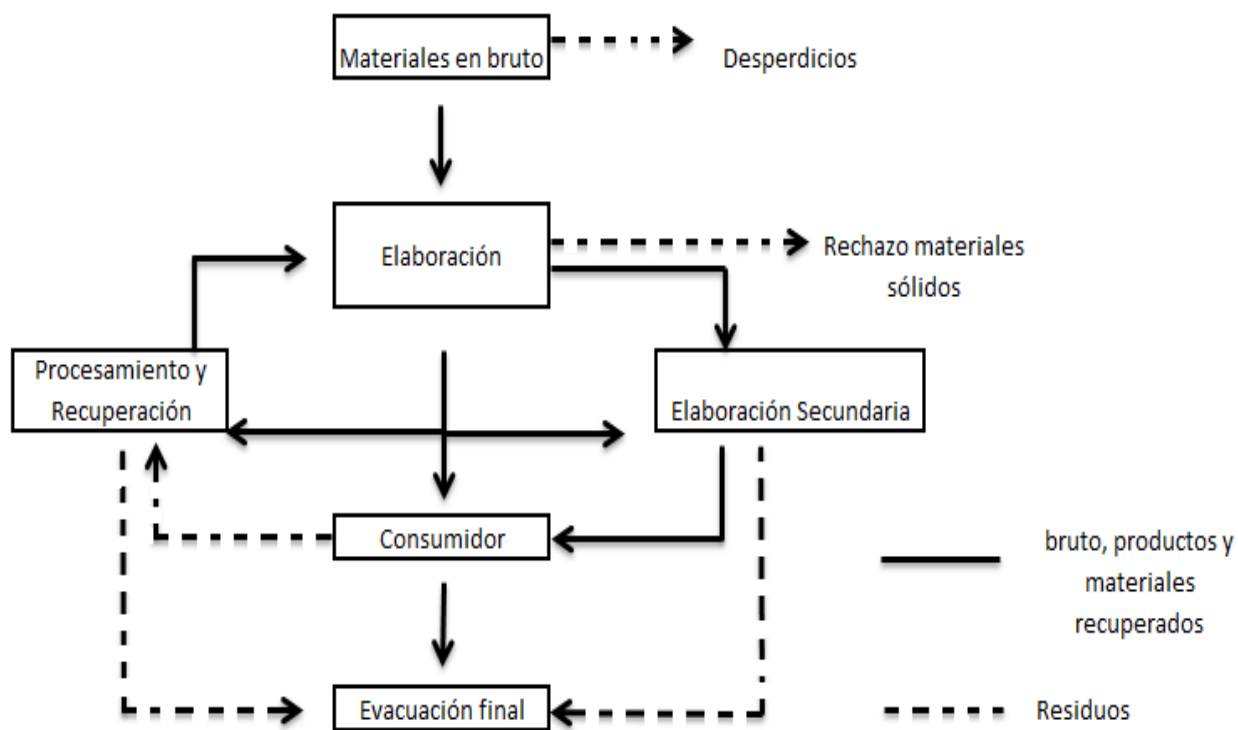 Materiales en bruto
Desperdicios
Elaboración
Rechazo materiales
sólidos
Procesamiento y
Recuperación
Elaboración Secundaria
Consumidor
bruto, productos y
materiales
recuperados
Evacuación final
Residuos